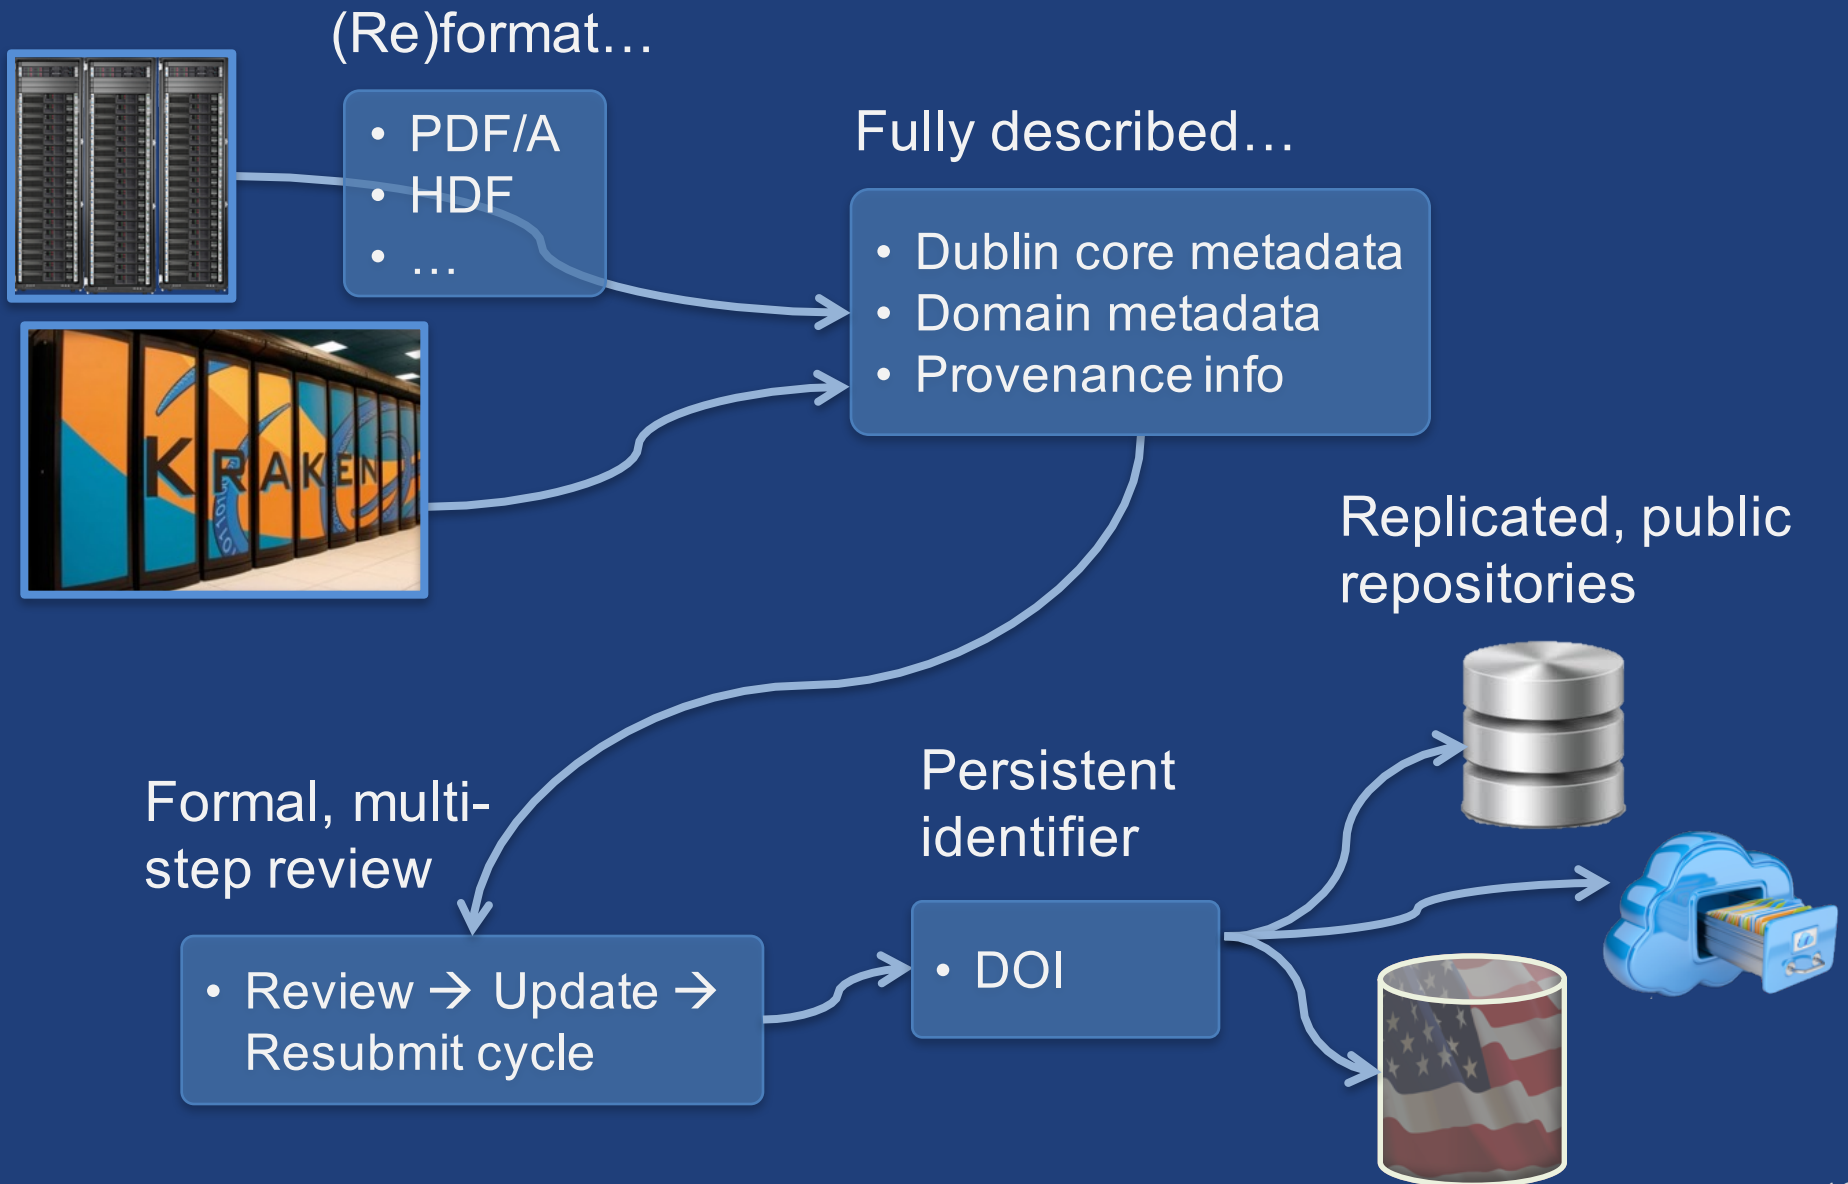 (Re)format…
• PDF/A
• HDF
• …
Fully described…
• Dublin core metadata
• Domain metadata
• Provenance info
KRAKEN
Replicated, public
repositories
Formal, multi-
step review
• Review → Update →
Resubmit cycle
Persistent
identifier
• DOI